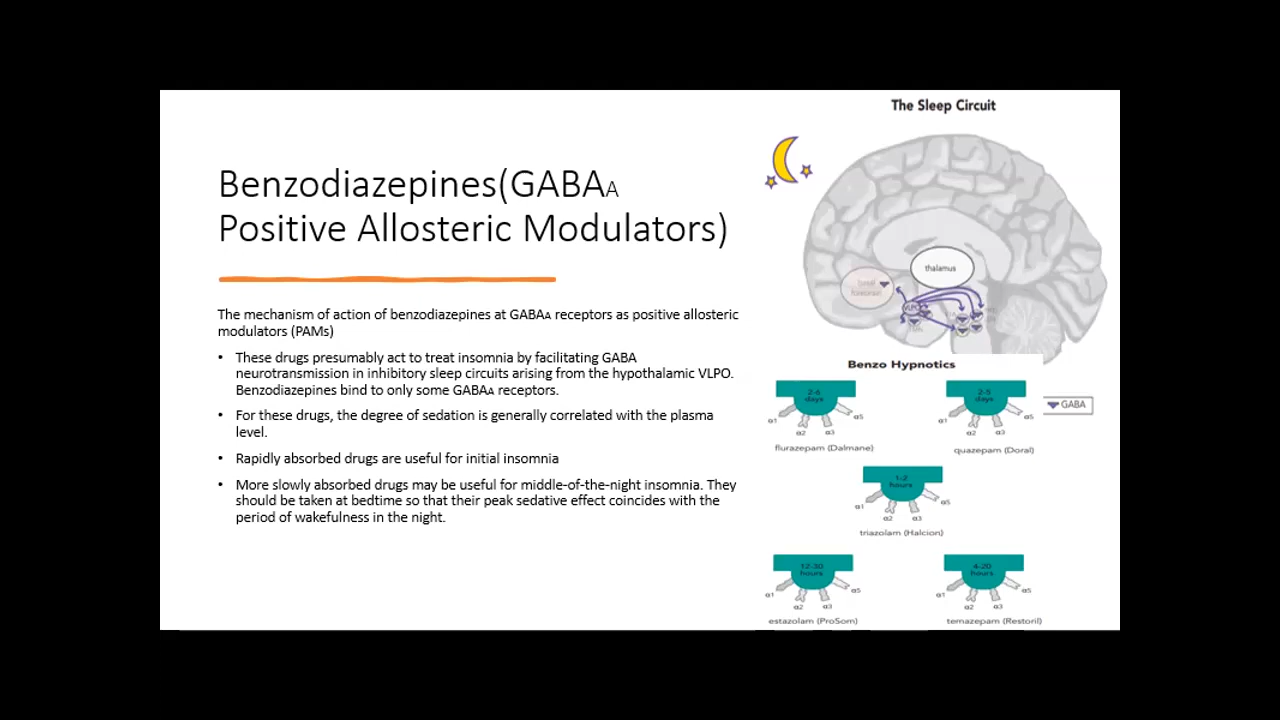 The Sleep Circuit
Benzodiazepines(GABAA
Positive Allosteric Modulators)
The mechanism of action of benzodiazepines at GABAA receptors as positive allosteric
modulators (PAMs)
• These drugs presumably act to treat insomnia by facilitating GABA
neurotransmission in inhibitory sleep circuits arising from the hypothalamic VLPO.
Benzodiazepines bind to only some GABAA receptors.
• For these drugs, the degree of sedation is generally correlated with the plasma
level.
• Rapidly absorbed drugs are useful for initial insomnia
• More slowly absorbed drugs may be useful for middle-of-the-night insomnia. They
should be taken at bedtime so that their peak sedative effect coincides with the
period of wakefulness in the night.
thalamus
basal
forebrain
VLPO
Benzo Hypnotics
2-6
days
α1 α2 α3 α5
flurazepam (Dalmane)
2-5
days
α1 α2 α3 α5
quazepam (Doral)
GABA
1-2
hours
α1 α2 α3 α5
triazolam (Halcion)
12-30
hours
α1 α2 α3 α5
estazolam (ProSom)
4-20
hours
α1 α2 α3 α5
temazepam (Restoril)